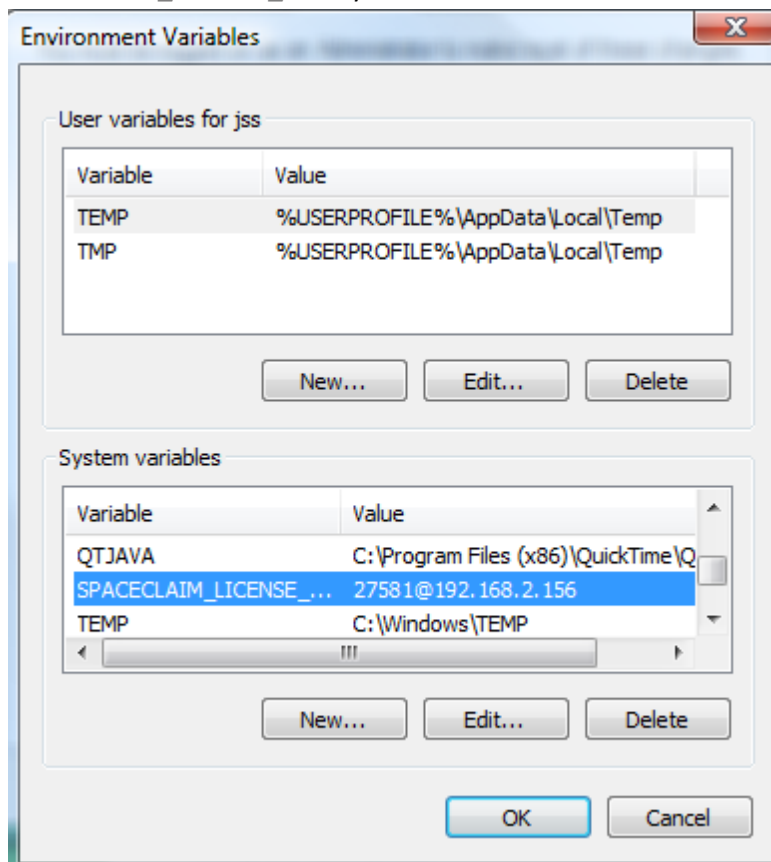 Environment Variables
User variables for jss
Variable Value
TEMP %USERPROFILE%\AppData\Local\Temp
TMP %USERPROFILE%\AppData\Local\Temp
New... Edit... Delete
System variables
Variable Value
QTJAVA C:\Program Files (x86)\QuickTime\Q
SPACECLAIM_LICENSE_... 27581@192.168.2.156
TEMP C:\Windows\TEMP
New... Edit... Delete
OK Cancel